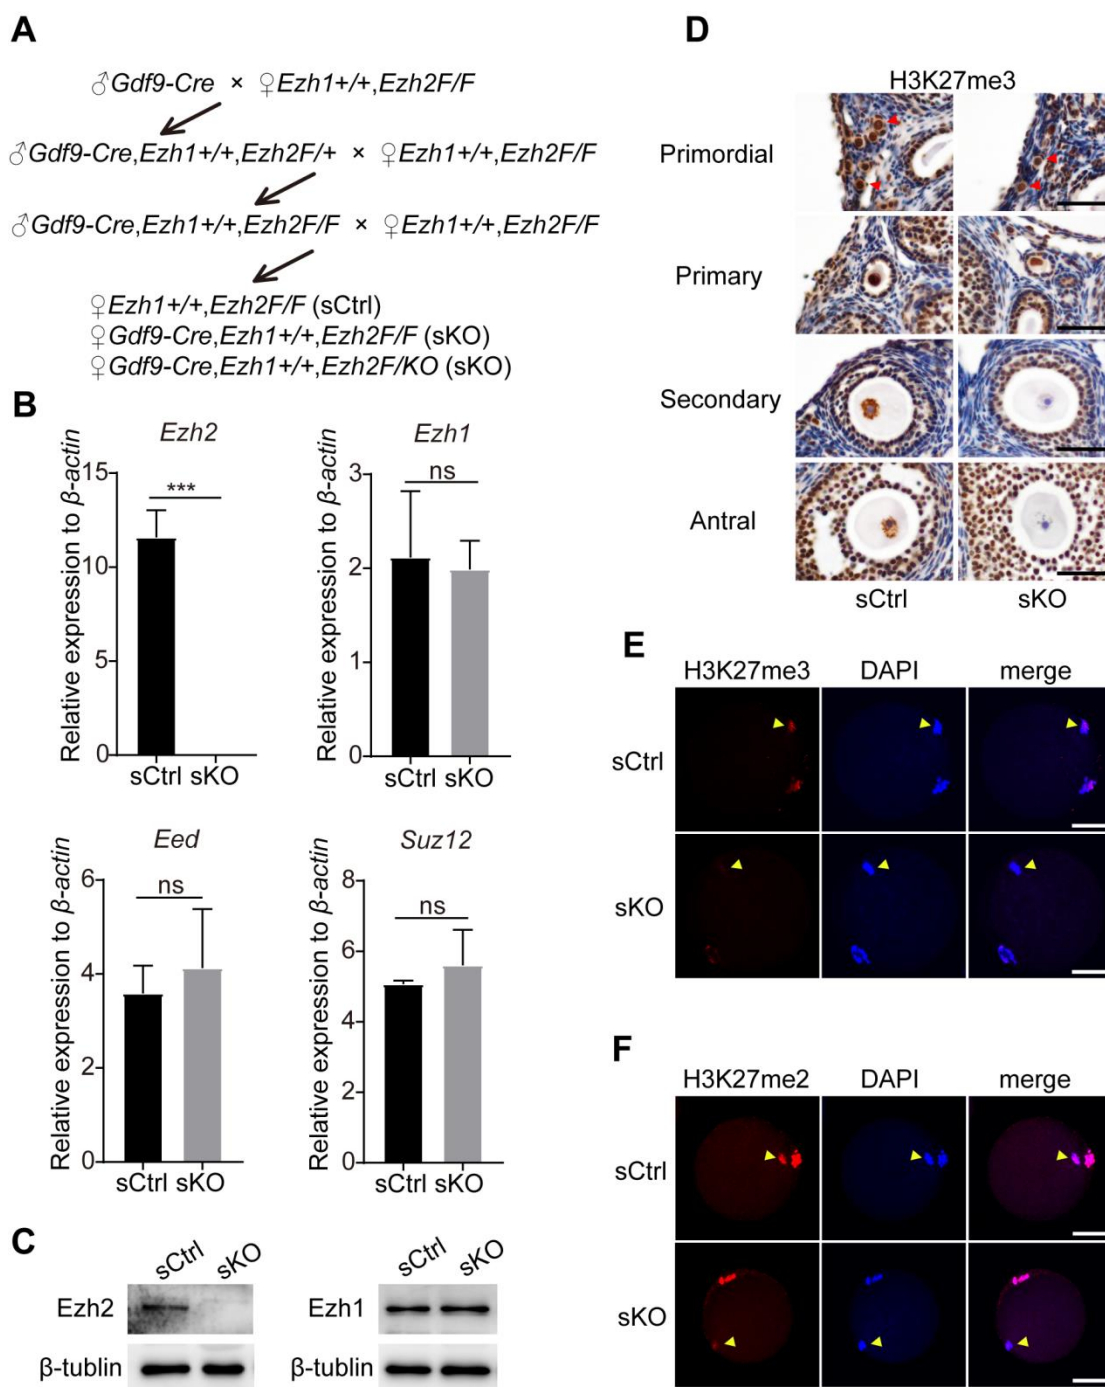 A
♂Gdf9-Cre × ♀Ezh1+/+,Ezh2F/F
♂Gdf9-Cre,Ezh1+/+,Ezh2F/+ × ♀Ezh1+/+,Ezh2F/F
♂Gdf9-Cre,Ezh1+/+,Ezh2F/F × ♀Ezh1+/+,Ezh2F/F
♀Ezh1+/+,Ezh2F/F (sCtrl)
♀Gdf9-Cre,Ezh1+/+,Ezh2F/F (sKO)
♀Gdf9-Cre,Ezh1+/+,Ezh2F/KO (sKO)
B
Ezh2
Relative expression to β-actin
15
10
5
0
***
sCtrl sKO
Ezh1
Relative expression to β-actin
3
2
1
0
ns
sCtrl sKO
Eed
Relative expression to β-actin
6
4
2
0
ns
sCtrl sKO
Suz12
Relative expression to β-actin
8
6
4
2
0
ns
sCtrl sKO
C
sCtrl sKO
Ezh2
β-tublin
sCtrl sKO
Ezh1
β-tublin
D
H3K27me3
Primordial
Primary
Secondary
Antral
sCtrl sKO
E
H3K27me3 DAPI merge
sCtrl
sKO
F
H3K27me2 DAPI merge
sCtrl
sKO